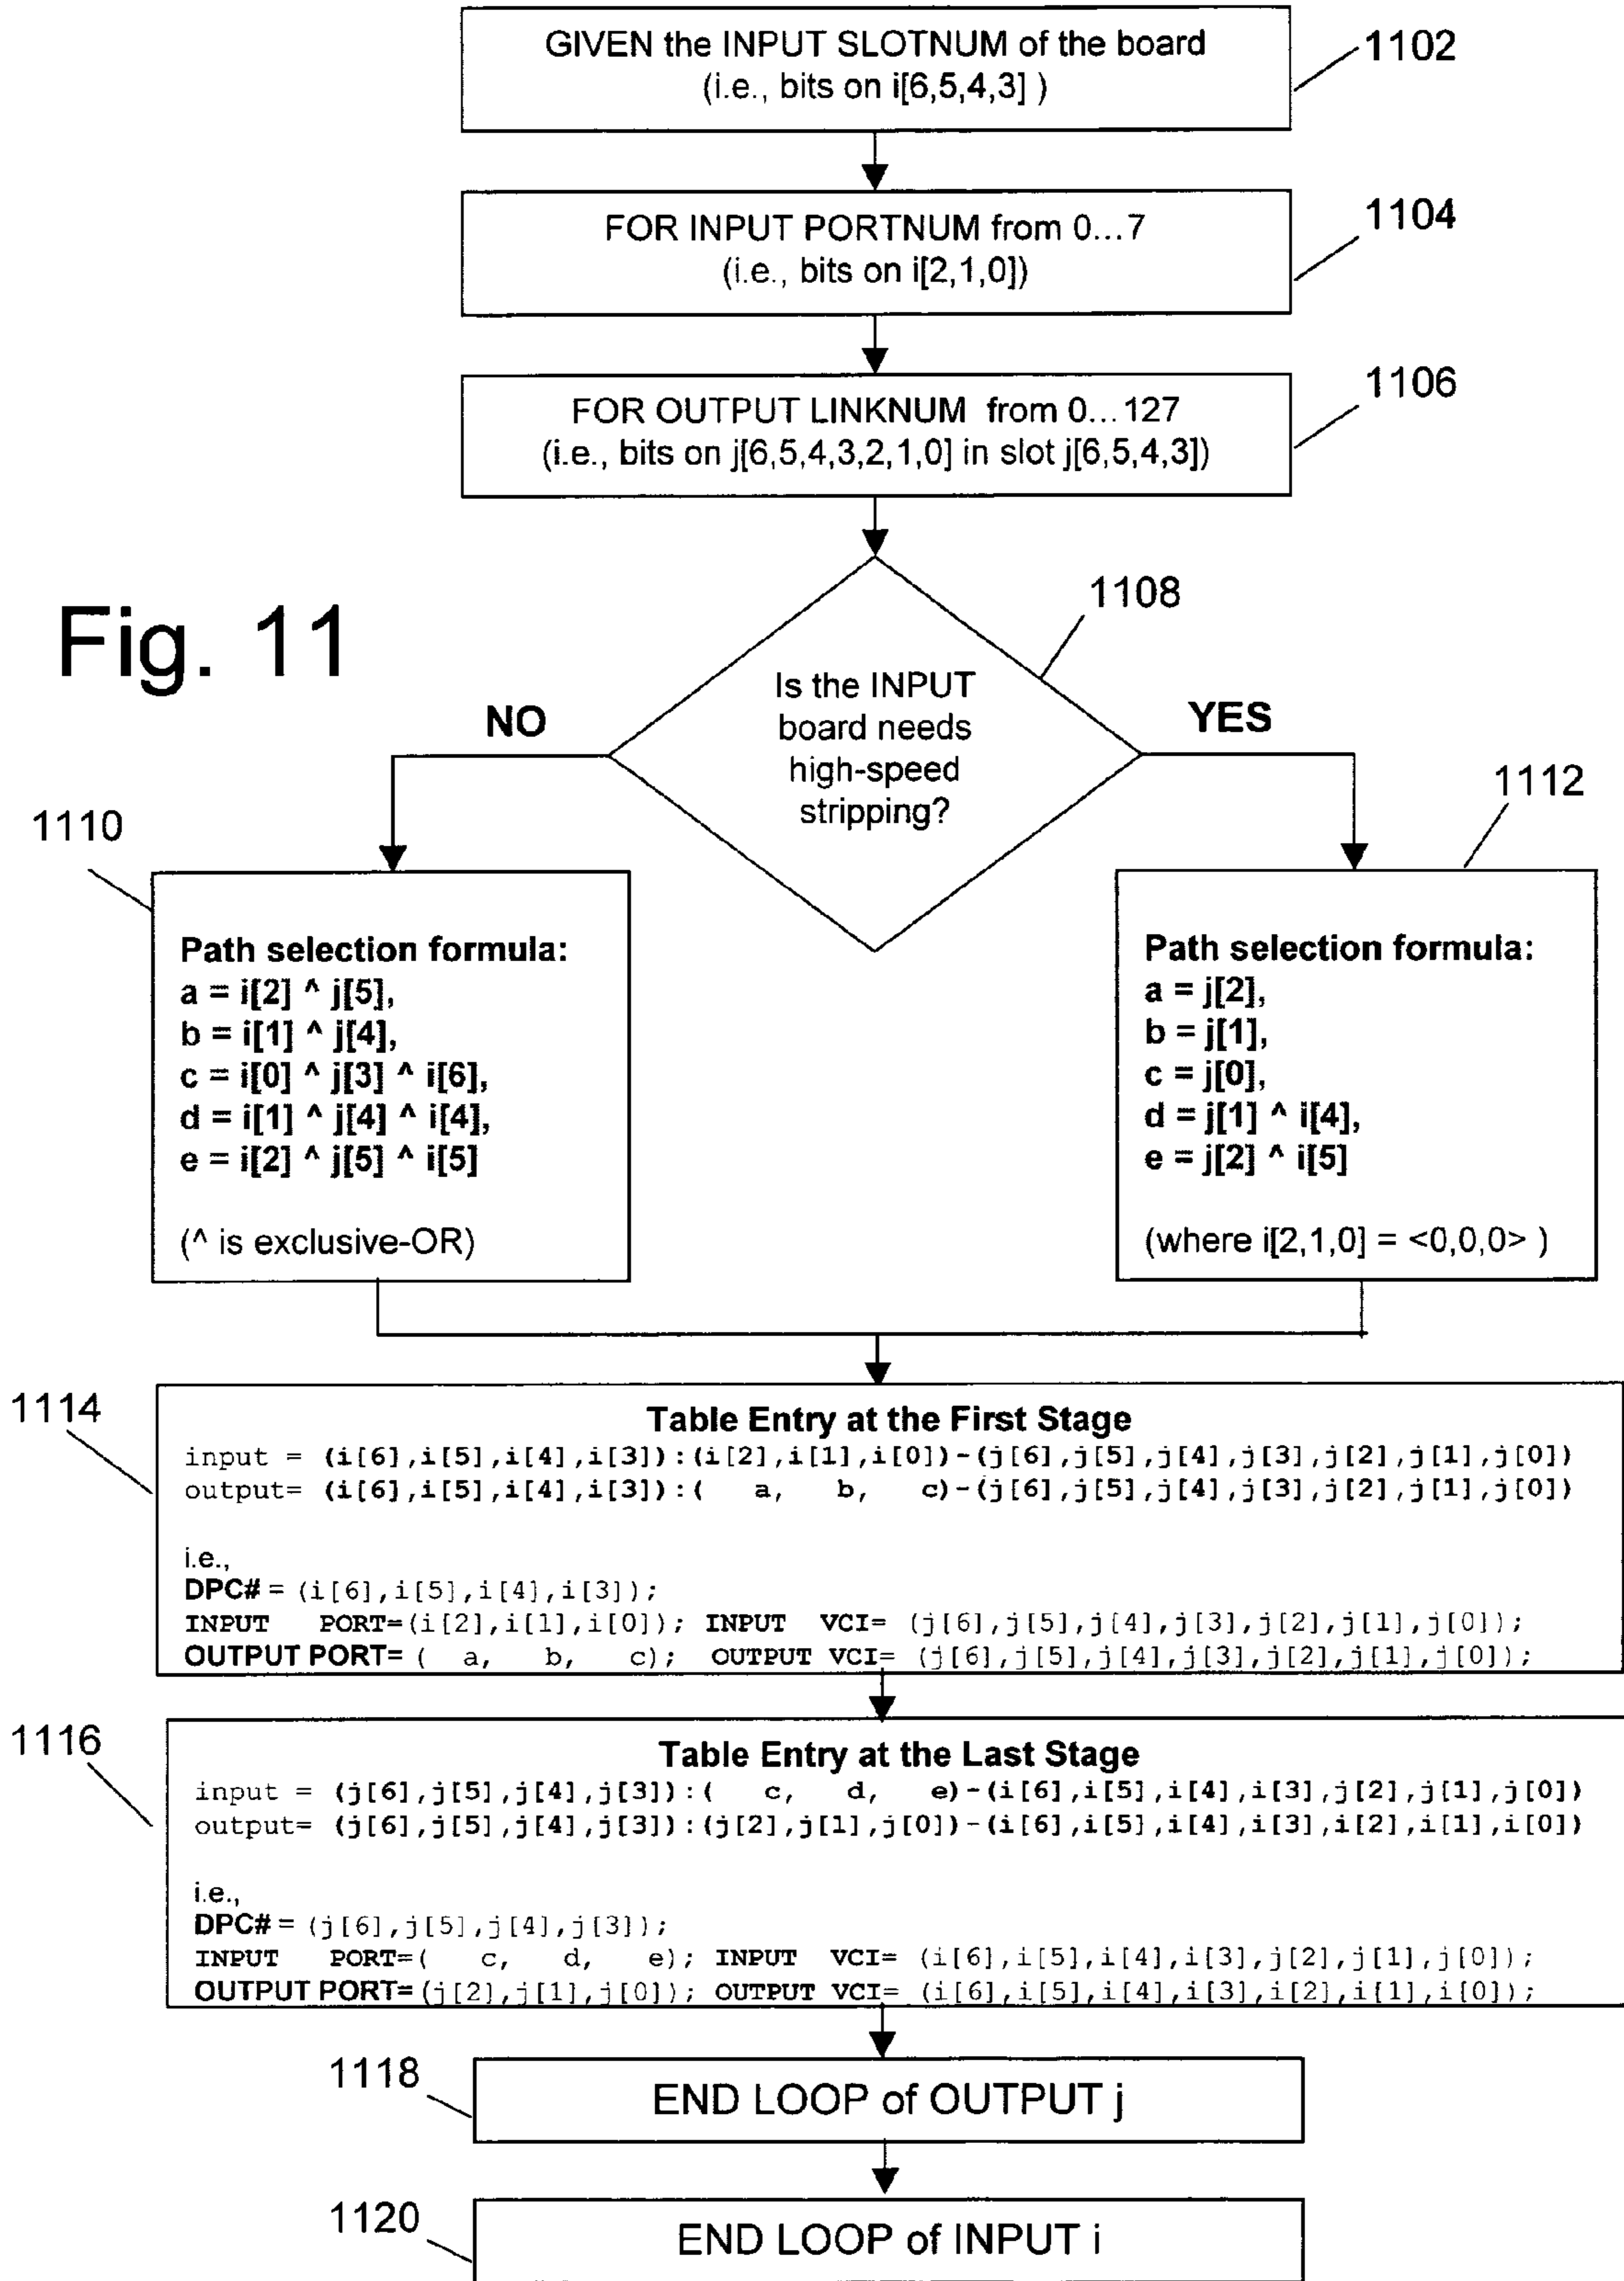 GIVEN the INPUT SLOTNUM of the board
(i.e., bits on i[6,5,4,3] )
1102
FOR INPUT PORTNUM from 0...7
(i.e., bits on i[2,1,0])
1104
FOR OUTPUT LINKNUM from 0...127
(i.e., bits on j[6,5,4,3,2,1,0] in slot j[6,5,4,3])
1106
Fig. 11
1108
Is the INPUT
board needs
high-speed
stripping?
NO
YES
1110
Path selection formula:
a = i[2] ^ j[5],
b = i[1] ^ j[4],
c = i[0] ^ j[3] ^ i[6],
d = i[1] ^ j[4] ^ i[4],
e = i[2] ^ j[5] ^ i[5]
(^ is exclusive-OR)
1112
Path selection formula:
a = j[2],
b = j[1],
c = j[0],
d = j[1] ^ i[4],
e = j[2] ^ i[5]
(where i[2,1,0] = <0,0,0> )
1114
Table Entry at the First Stage
input = (i[6],i[5],i[4],i[3]):(i[2],i[1],i[0])-(j[6],j[5],j[4],j[3],j[2],j[1],j[0])
output= (i[6],i[5],i[4],i[3]):( a, b, c)-(j[6],j[5],j[4],j[3],j[2],j[1],j[0])
i.e.,
DPC# = (i[6],i[5],i[4],i[3]);
INPUT PORT=(i[2],i[1],i[0]); INPUT VCI= (j[6],j[5],j[4],j[3],j[2],j[1],j[0]);
OUTPUT PORT= ( a, b, c); OUTPUT VCI= (j[6],j[5],j[4],j[3],j[2],j[1],j[0]);
1116
Table Entry at the Last Stage
input = (j[6],j[5],j[4],j[3]):( c, d, e)-(i[6],i[5],i[4],i[3],j[2],j[1],j[0])
output= (j[6],j[5],j[4],j[3]):(j[2],j[1],j[0])-(i[6],i[5],i[4],i[3],i[2],i[1],i[0])
i.e.,
DPC# = (j[6],j[5],j[4],j[3]);
INPUT PORT=( c, d, e); INPUT VCI= (i[6],i[5],i[4],i[3],j[2],j[1],j[0]);
OUTPUT PORT=(j[2],j[1],j[0]); OUTPUT VCI= (i[6],i[5],i[4],i[3],i[2],i[1],i[0]);
1118
END LOOP of OUTPUT j
1120
END LOOP of INPUT i